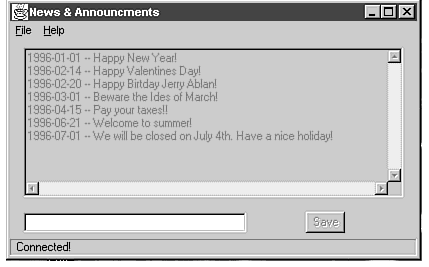 News & Announcments
File Help
1996-01-01 -- Happy New Year!
1996-02-14 -- Happy Valentines Day!
1996-02-20 -- Happy Birtday Jerry Ablan!
1996-03-01 -- Beware the Ides of March!
1996-04-15 -- Pay your taxes!!
1996-06-21 -- Welcome to summer!
1996-07-01 -- We will be closed on July 4th. Have a nice holiday!
Save
Connected!